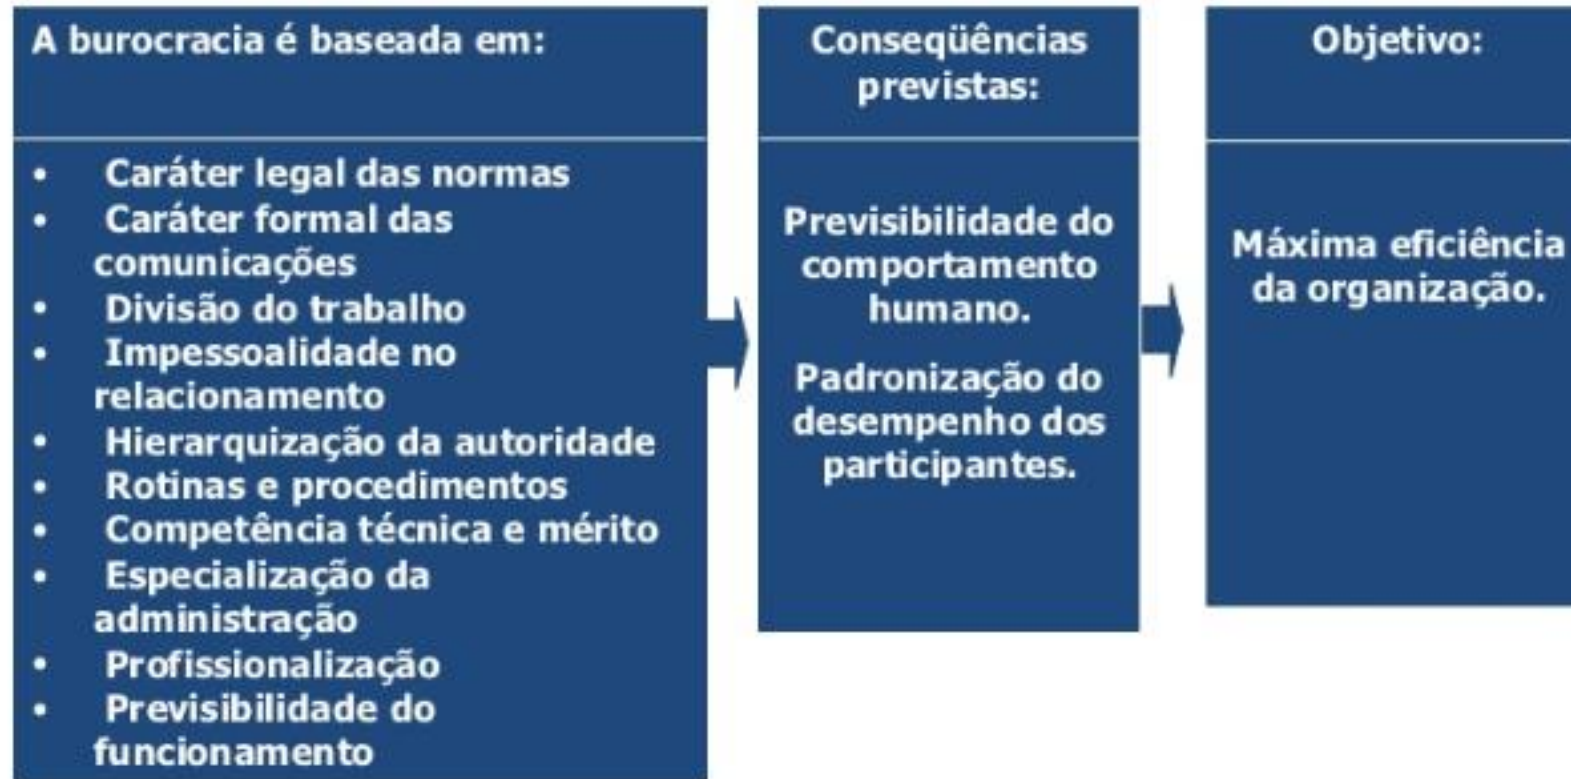 A burocracia é baseada em:
• Caráter legal das normas
• Caráter formal das
comunicações
• Divisão do trabalho
• Impessoalidade no
relacionamento
• Hierarquização da autoridade
• Rotinas e procedimentos
• Competência técnica e mérito
• Especialização da
administração
• Profissionalização
• Previsibilidade do
funcionamento
Conseqüências
previstas:
Previsibilidade do
comportamento
humano.
Padronização do
desempenho dos
participantes.
Objetivo:
Máxima eficiência
da organização.